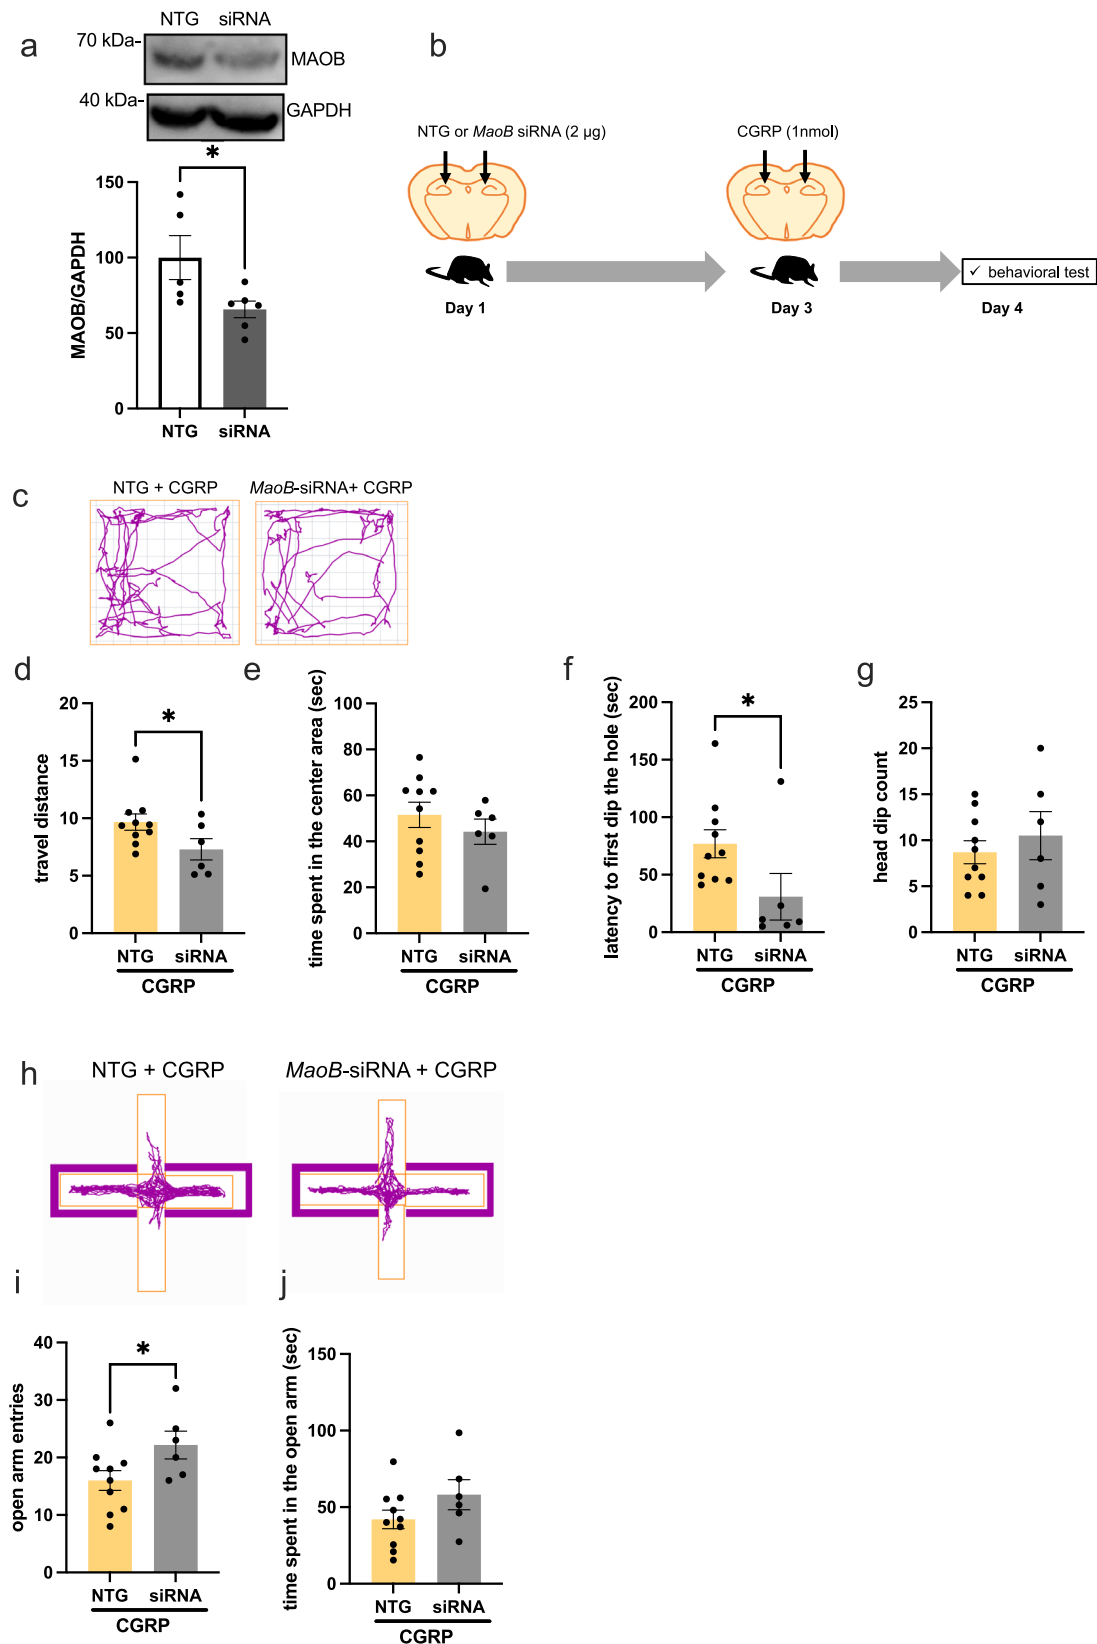 a
NTG siRNA
70 kDa-
MAOB
40 kDa-
GAPDH
*
MAOB/GAPDH
150
100
50
0
NTG siRNA
b
NTG or MaoB siRNA (2 µg)
CGRP (1nmol)
✓ behavioral test
Day 1
Day 3
Day 4
c
NTG + CGRP
MaoB-siRNA+ CGRP
d
travel distance
20
15
10
5
0
*
NTG siRNA
CGRP
e
time spent in the center area (sec)
100
80
60
40
20
0
NTG siRNA
CGRP
f
latency to first dip the hole (sec)
200
150
100
50
0
*
NTG siRNA
CGRP
g
head dip count
25
20
15
10
5
0
NTG siRNA
CGRP
h
NTG + CGRP
MaoB-siRNA + CGRP
i
open arm entries
40
30
20
10
0
*
NTG siRNA
CGRP
j
time spent in the open arm (sec)
150
100
50
0
NTG siRNA
CGRP